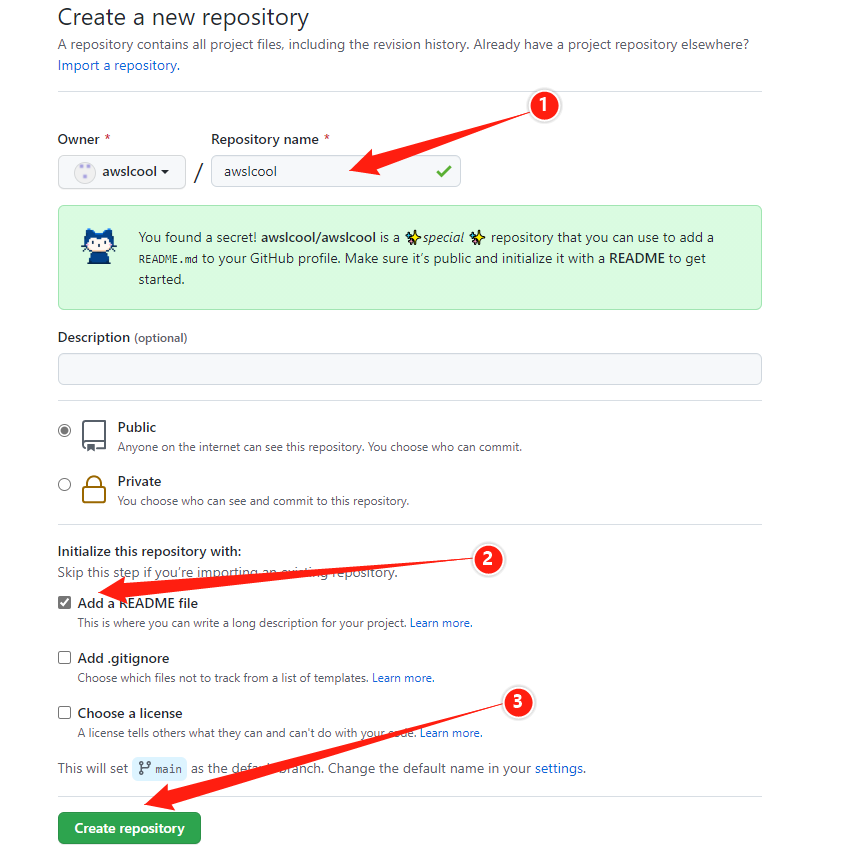 Create a new repository
A repository contains all project files, including the revision history. Already have a project repository elsewhere?
Import a repository.
1
Owner * Repository name *
awslcool / awslcool
You found a secret! awslcool/awslcool is a ✨special ✨ repository that you can use to add a
README.md to your GitHub profile. Make sure it's public and initialize it with a README to get
started.
Description (optional)
Public
Anyone on the internet can see this repository. You choose who can commit.
Private
You choose who can see and commit to this repository.
Initialize this repository with:
2
Skip this step if you're importing an existing repository.
Add a README file
This is where you can write a long description for your project. Learn more.
Add .gitignore
Choose which files not to track from a list of templates. Learn more.
3
Choose a license
A license tells others what they can and can't do with your code. Learn more.
This will set main as the default branch. Change the default name in your settings.
Create repository